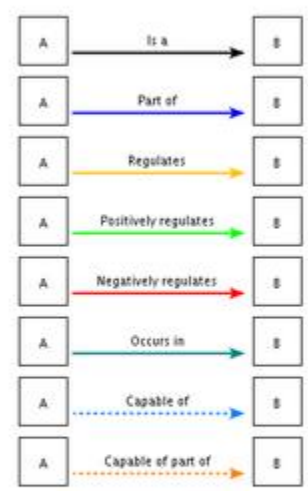 A Is a B
A Part of B
A Regulates B
A Positively regulates B
A Negatively regulates B
A Occurs in B
A Capable of B
A Capable of part of B